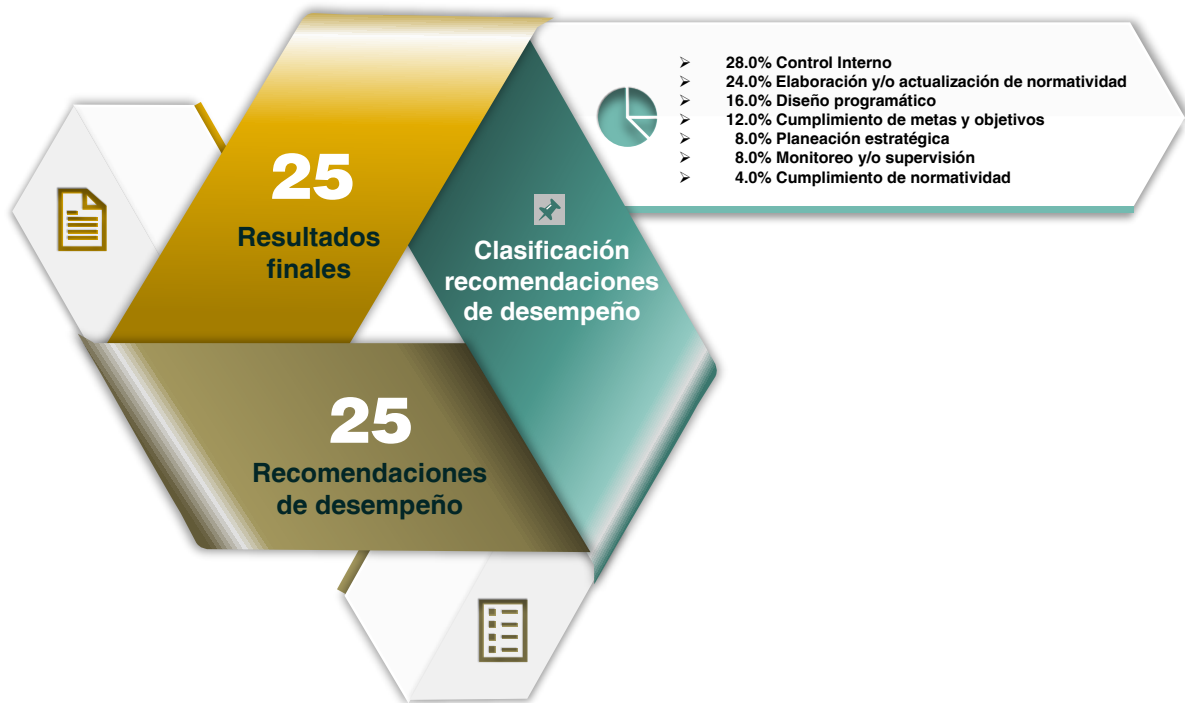 25
Resultados
finales
25
Recomendaciones
de desempeño
Clasificación
recomendaciones
de desempeño
➢ 28.0% Control Interno
➢ 24.0% Elaboración y/o actualización de normatividad
➢ 16.0% Diseño programático
➢ 12.0% Cumplimiento de metas y objetivos
➢ 8.0% Planeación estratégica
➢ 8.0% Monitoreo y/o supervisión
➢ 4.0% Cumplimiento de normatividad